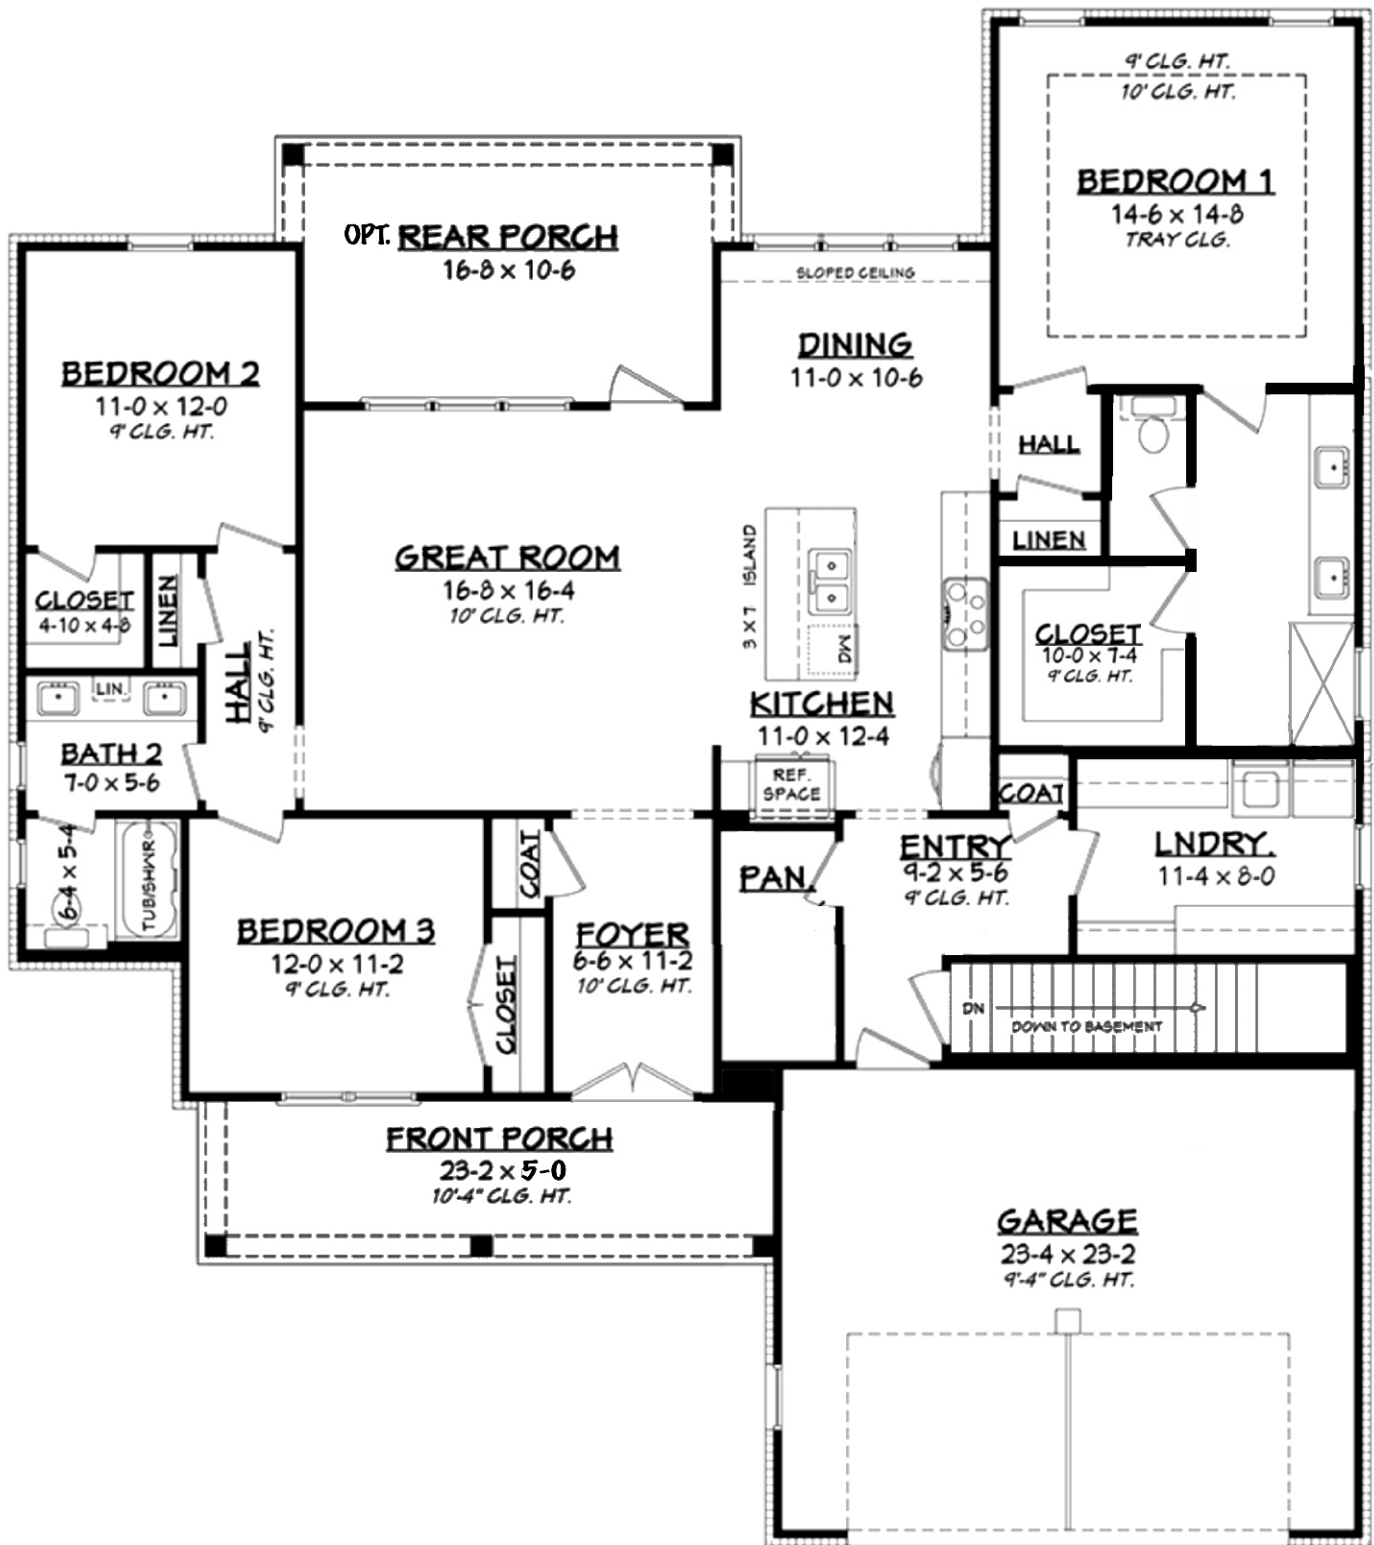 9' CLG. HT.
10' CLG. HT.
BEDROOM 1
14-6 x 14-8
TRAY CLG.
OPT. REAR PORCH
16-8 x 10-6
SLOPED CEILING
DINING
11-0 x 10-6
BEDROOM 2
11-0 x 12-0
9' CLG. HT.
HALL
LINEN
GREAT ROOM
16-8 x 16-4
10' CLG. HT.
3 x 7 ISLAND
DW
KITCHEN
11-0 x 12-4
REF.
SPACE
CLOSET
4-10 x 4-8
LINEN
HALL
9' CLG. HT.
CLOSET
10-0 x 7-4
9' CLG. HT.
LIN.
BATH 2
7-0 x 5-6
6-4 x 5-4
TUB/SHWR
COAT
LNDRY.
11-4 x 8-0
ENTRY
9-2 x 5-6
9' CLG. HT.
PAN.
COAT
BEDROOM 3
12-0 x 11-2
9' CLG. HT.
CLOSET
FOYER
6-6 x 11-2
10' CLG. HT.
DN
DOWN TO BASEMENT
FRONT PORCH
23-2 x 5-0
10'-4" CLG. HT.
GARAGE
23-4 x 23-2
9'-4" CLG. HT.